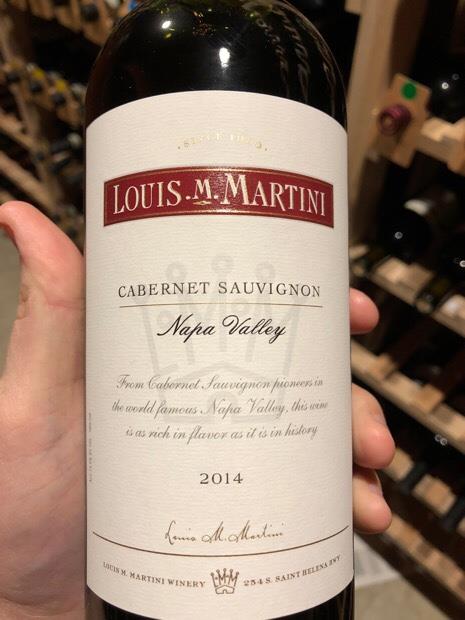 ·SINCE 1933·
LOUIS.M.MARTINI
CABERNET SAUVIGNON
Napa Valley
From Cabernet Sauvignon pioneers in
the world famous Napa Valley, this wine
is as rich in flavor as it is in history
2014
Louis M. Martini
LOUIS M. MARTINI WINERY MM 254 S. SAINT HELENA HWY